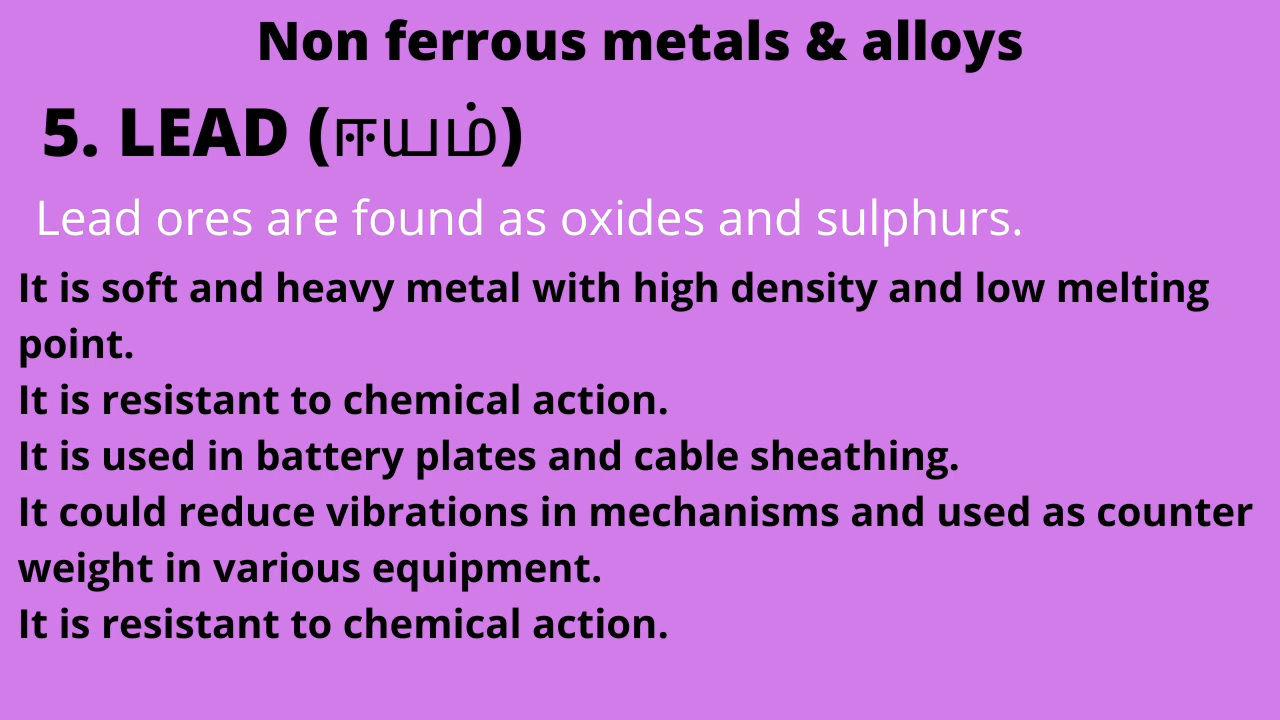 Non ferrous metals & alloys
5. LEAD (ஈயம்)
Lead ores are found as oxides and sulphurs.
It is soft and heavy metal with high density and low melting
point.
It is resistant to chemical action.
It is used in battery plates and cable sheathing.
It could reduce vibrations in mechanisms and used as counter
weight in various equipment.
It is resistant to chemical action.